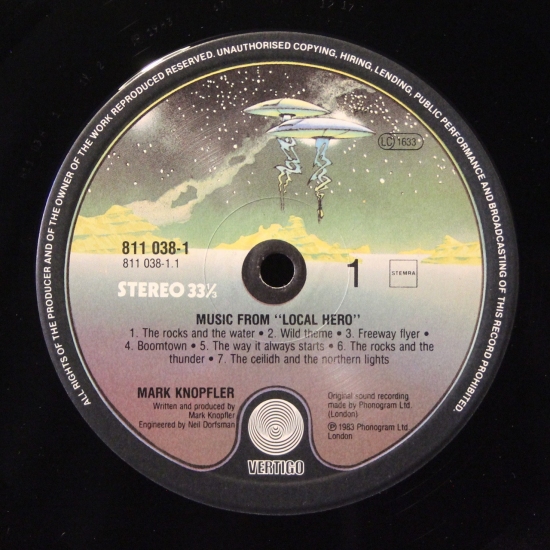 ALL RIGHTS OF THE PRODUCER AND OF THE OWNER OF THE WORK REPRODUCED RESERVED. UNAUTHORISED COPYING, HIRING, LENDING, PUBLIC PERFORMANCE AND BROADCASTING OF THIS RECORD PROHIBITED.
LC 1633
811 038-1
811 038-1.1
1
STEMRA
STEREO 33⅓
MUSIC FROM "LOCAL HERO"
1. The rocks and the water • 2. Wild theme • 3. Freeway flyer •
4. Boomtown • 5. The way it always starts • 6. The rocks and the
thunder • 7. The ceilidh and the northern lights
MARK KNOPFLER
Written and produced by
Mark Knopfler
Engineered by Neil Dorfsman
Original sound recording
made by Phonogram Ltd.
(London)
℗ 1983 Phonogram Ltd.
London
VERTIGO